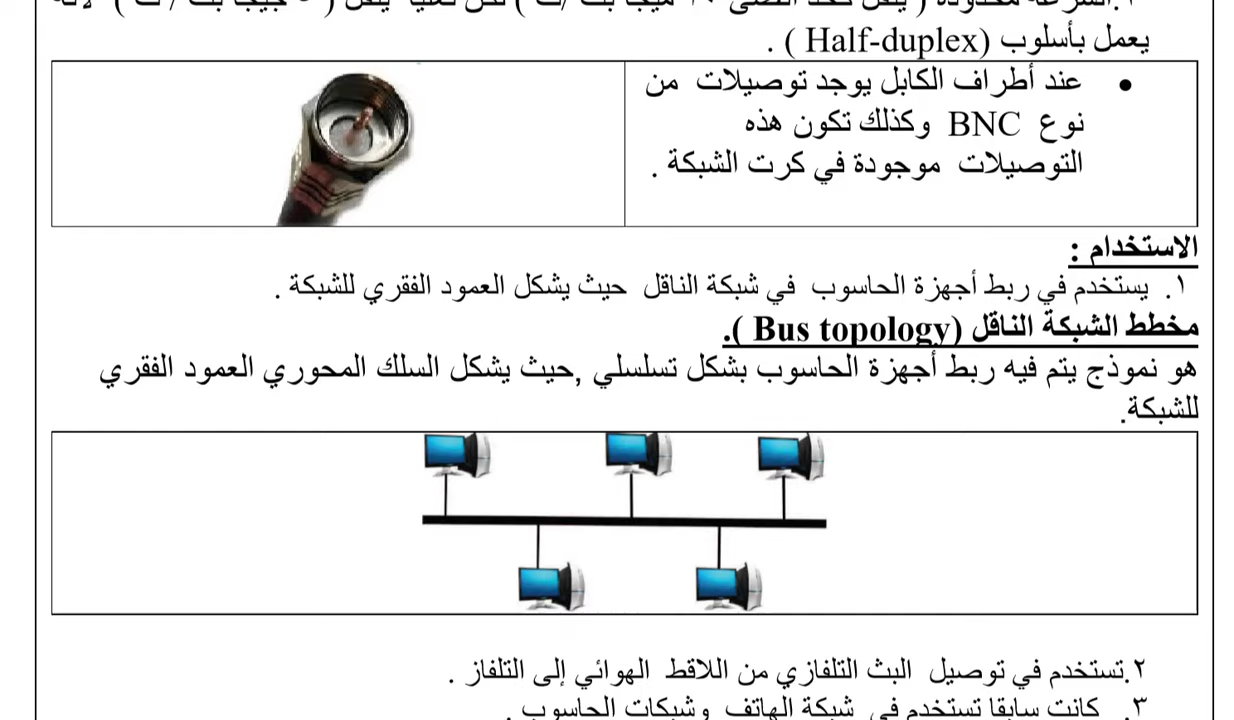 يعمل بأسلوب (Half-duplex ) .
• عند أطراف الكابل يوجد توصيلات من
نوع BNC وكذلك تكون هذه
التوصيلات موجودة في كرت الشبكة .
الاستخدام :
١. يستخدم في ربط أجهزة الحاسوب في شبكة الناقل حيث يشكل العمود الفقري للشبكة .
مخطط الشبكة الناقل (Bus topology ).
هو نموذج يتم فيه ربط أجهزة الحاسوب بشكل تسلسلي ,حيث يشكل السلك المحوري العمود الفقري
للشبكة.
٢.تستخدم في توصيل البث التلفازي من اللاقط الهوائي إلى التلفاز .
٣. كانت سابقا تستخدم في شبكة الهاتف وشبكات الحاسوب .